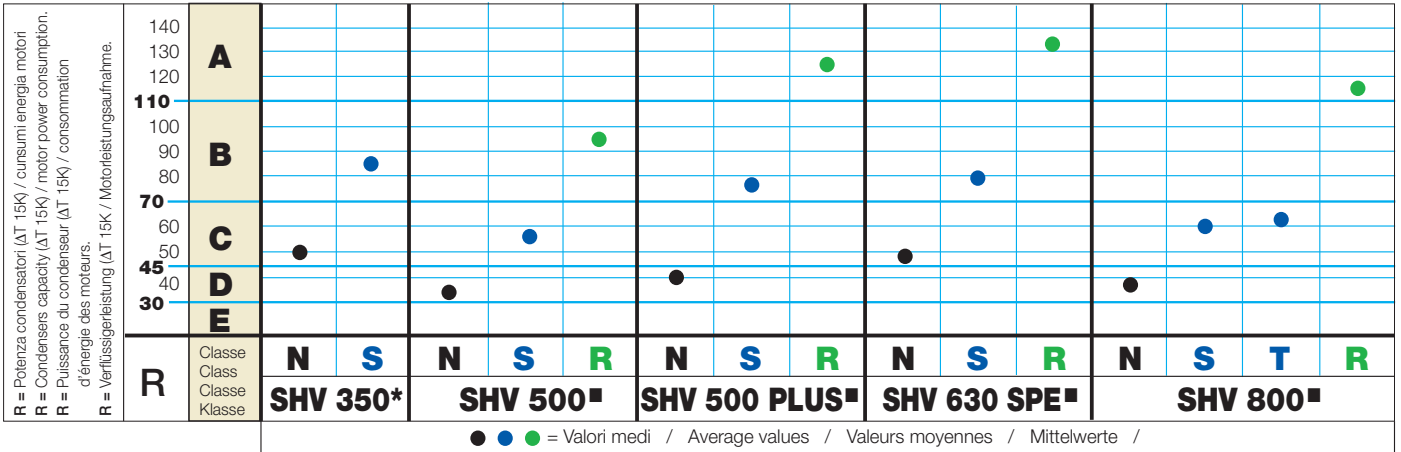 R = Potenza condensatori (ΔT 15K) / cunsumi energia motori
R = Condensers capacity (ΔT 15K) / motor power consumption.
R = Puissance du condenseur (ΔT 15K) / consommation
d'énergie des moteurs.
R = Verflüssigerleistung (ΔT 15K / Motorleistungsaufnahme.
140
130
120
110
100
90
80
70
60
50
45
40
30
A
B
C
D
E
R
Classe
Class
Classe
Klasse
N S N S R N S R N S R N S T R
SHV 350* SHV 500■ SHV 500 PLUS■ SHV 630 SPE■ SHV 800■
● ● ● = Valori medi / Average values / Valeurs moyennes / Mittelwerte /